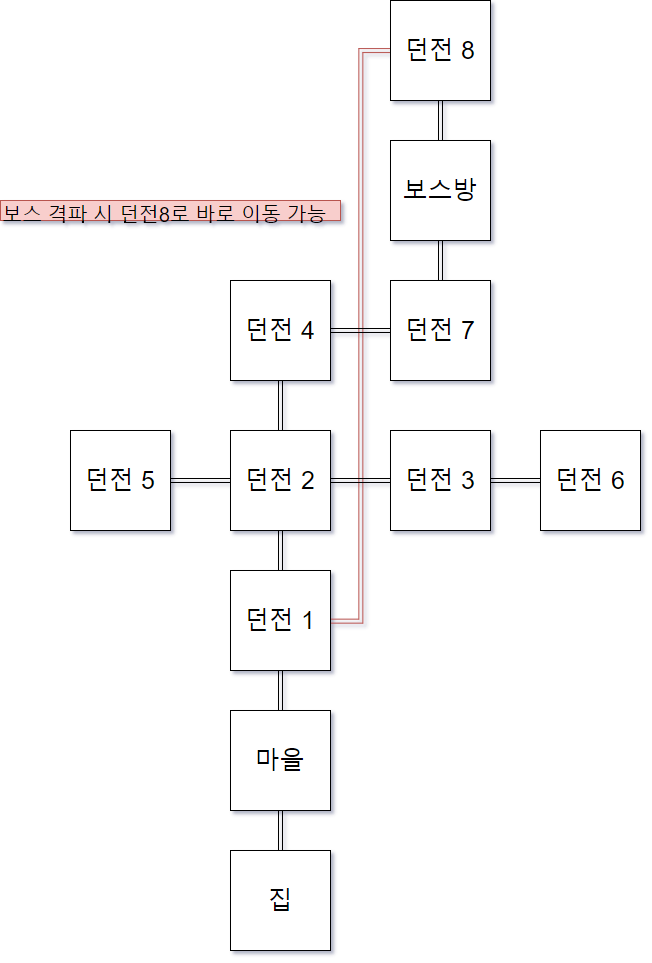 던전 8
보스방
보스 격파 시 던전8로 바로 이동 가능
던전 4
던전 7
던전 5
던전 2
던전 3
던전 6
던전 1
마을
집